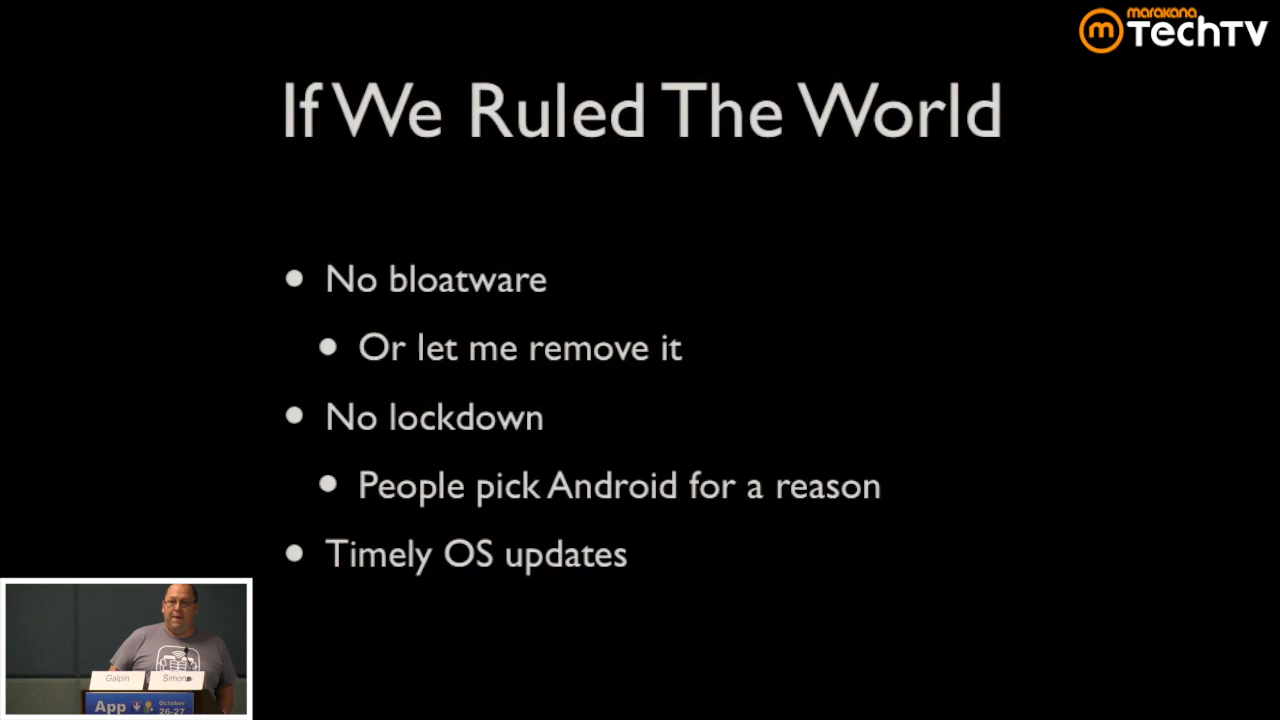 marakana
TechTV
If We Ruled The World
No bloatware
Or let me remove it
No lockdown
People pick Android for a reason
Timely OS updates
Galpin
App
October
26-27